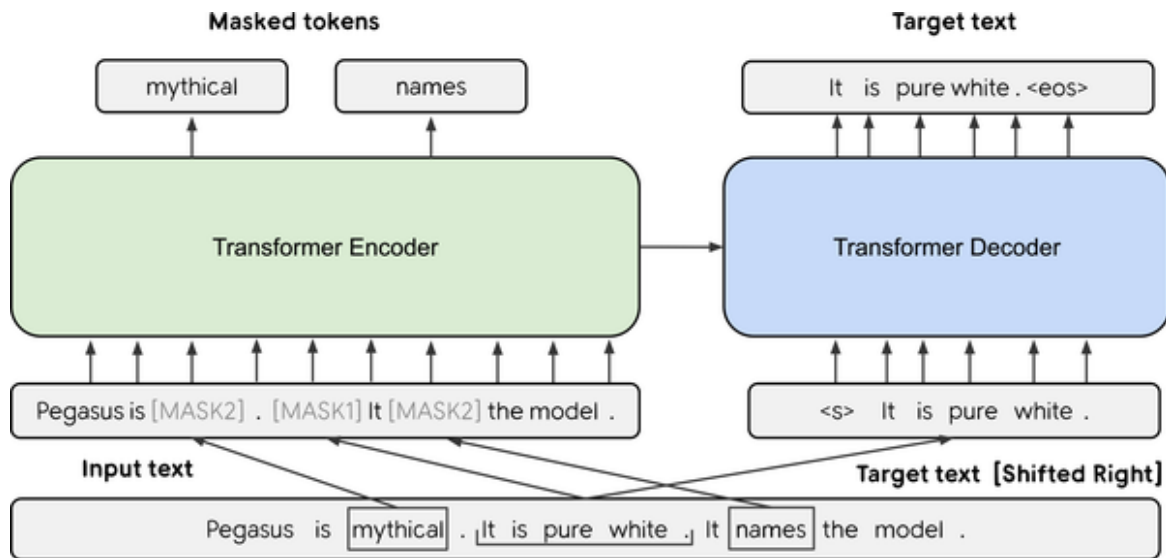 Masked tokens
Target text
mythical
names
It is pure white . <eos>
Transformer Encoder
Transformer Decoder
Pegasus is [MASK2] . [MASK1] It [MASK2] the model .
<s> It is pure white .
Input text
Target text [Shifted Right]
Pegasus is mythical . It is pure white . It names the model .